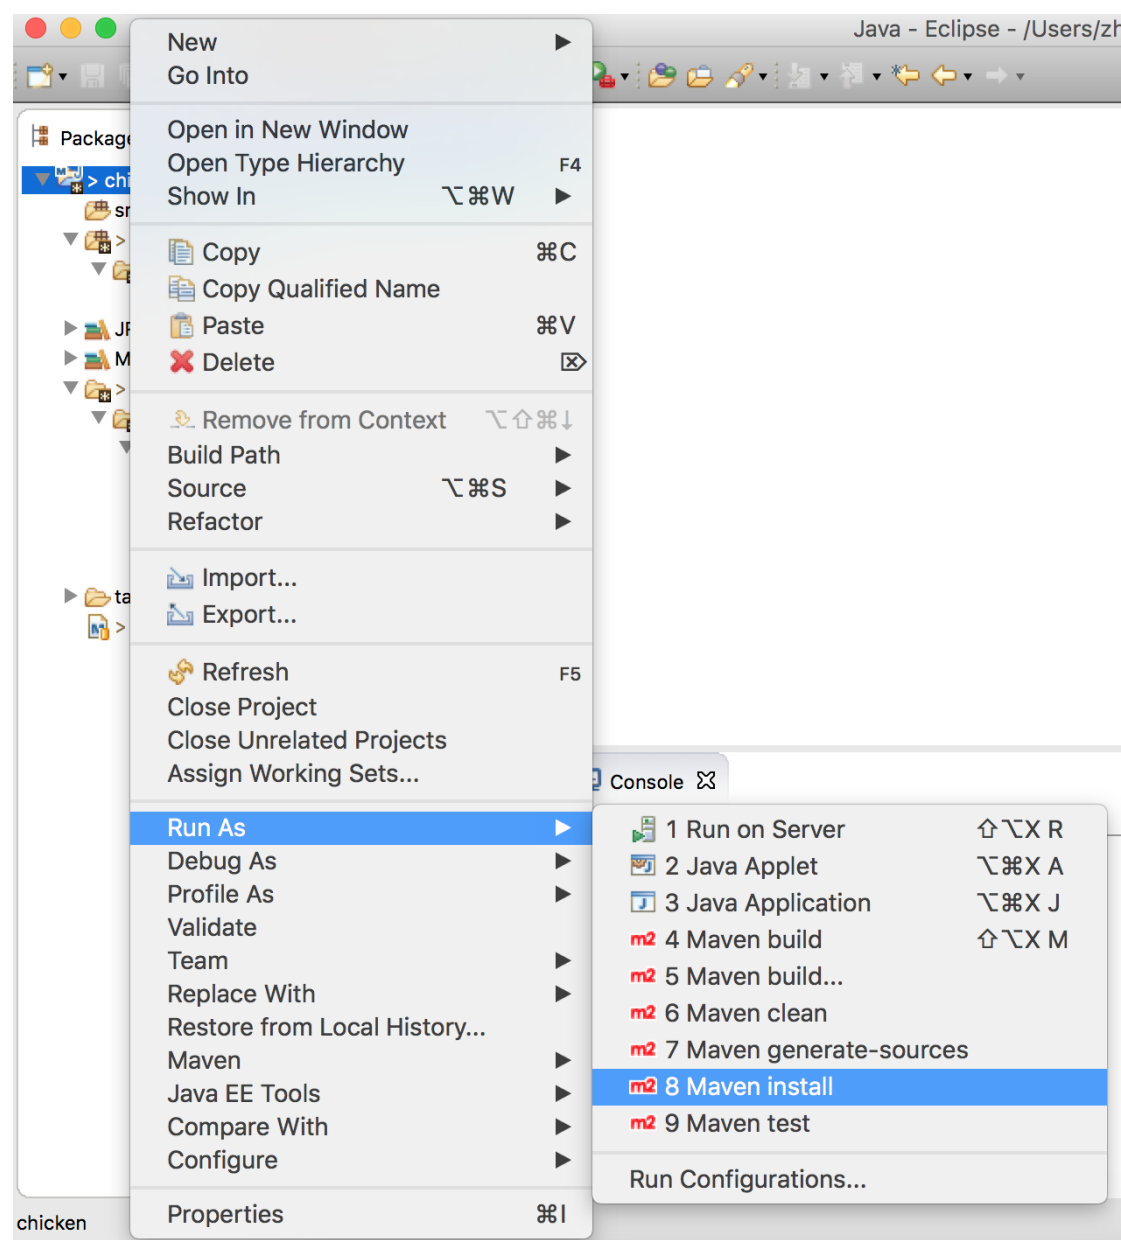 Java - Eclipse - /Users/zh
New
Go Into
Open in New Window
Open Type Hierarchy F4
Show In ⌥⌘W
Copy ⌘C
Copy Qualified Name
Paste ⌘V
Delete ⌦
Remove from Context ⌥⇧⌘↓
Build Path
Source ⌥⌘S
Refactor
Import...
Export...
Refresh F5
Close Project
Close Unrelated Projects
Assign Working Sets...
Run As
Debug As
Profile As
Validate
Team
Replace With
Restore from Local History...
Maven
Java EE Tools
Compare With
Configure
Properties ⌘I
Package
> chi
sr
>
JR
M
>
ta
>
Console
1 Run on Server ⇧⌥X R
2 Java Applet ⌥⌘X A
3 Java Application ⌥⌘X J
m2 4 Maven build ⇧⌥X M
m2 5 Maven build...
m2 6 Maven clean
m2 7 Maven generate-sources
m2 8 Maven install
m2 9 Maven test
Run Configurations...
chicken